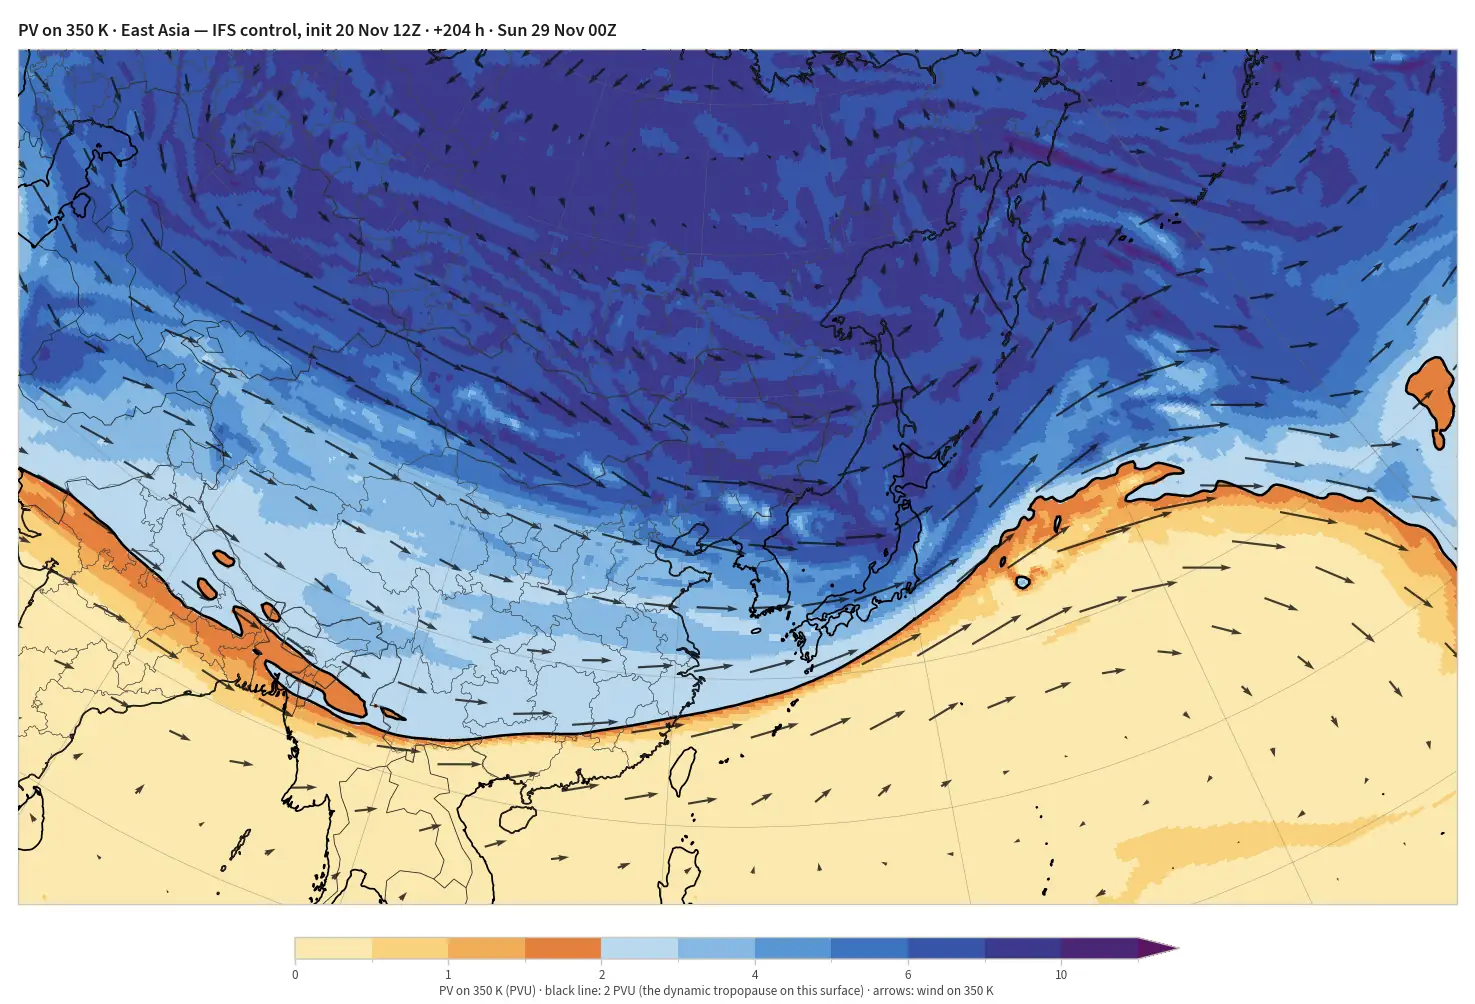 PV on 350 K · East Asia — IFS control, init 20 Nov 12Z · +204 h · Sun 29 Nov 00Z
0 1 2 4 6 10
PV on 350 K (PVU) · black line: 2 PVU (the dynamic tropopause on this surface) · arrows: wind on 350 K